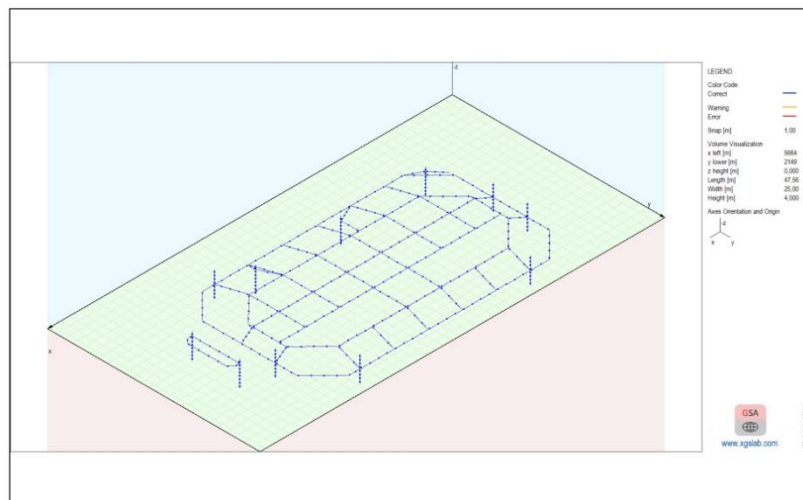 -z
y
x
LEGEND
Color Code
Correct
Warning
Error
Snap [m] 1,00
Volume Visualization
x left [m] 5664
y lower [m] 2149
z height [m] 0,000
Length [m] 47,56
Width [m] 25,00
Height [m] 4,000
Axes Orientation and Origin
-z
x y
GSA
www.xgslab.com